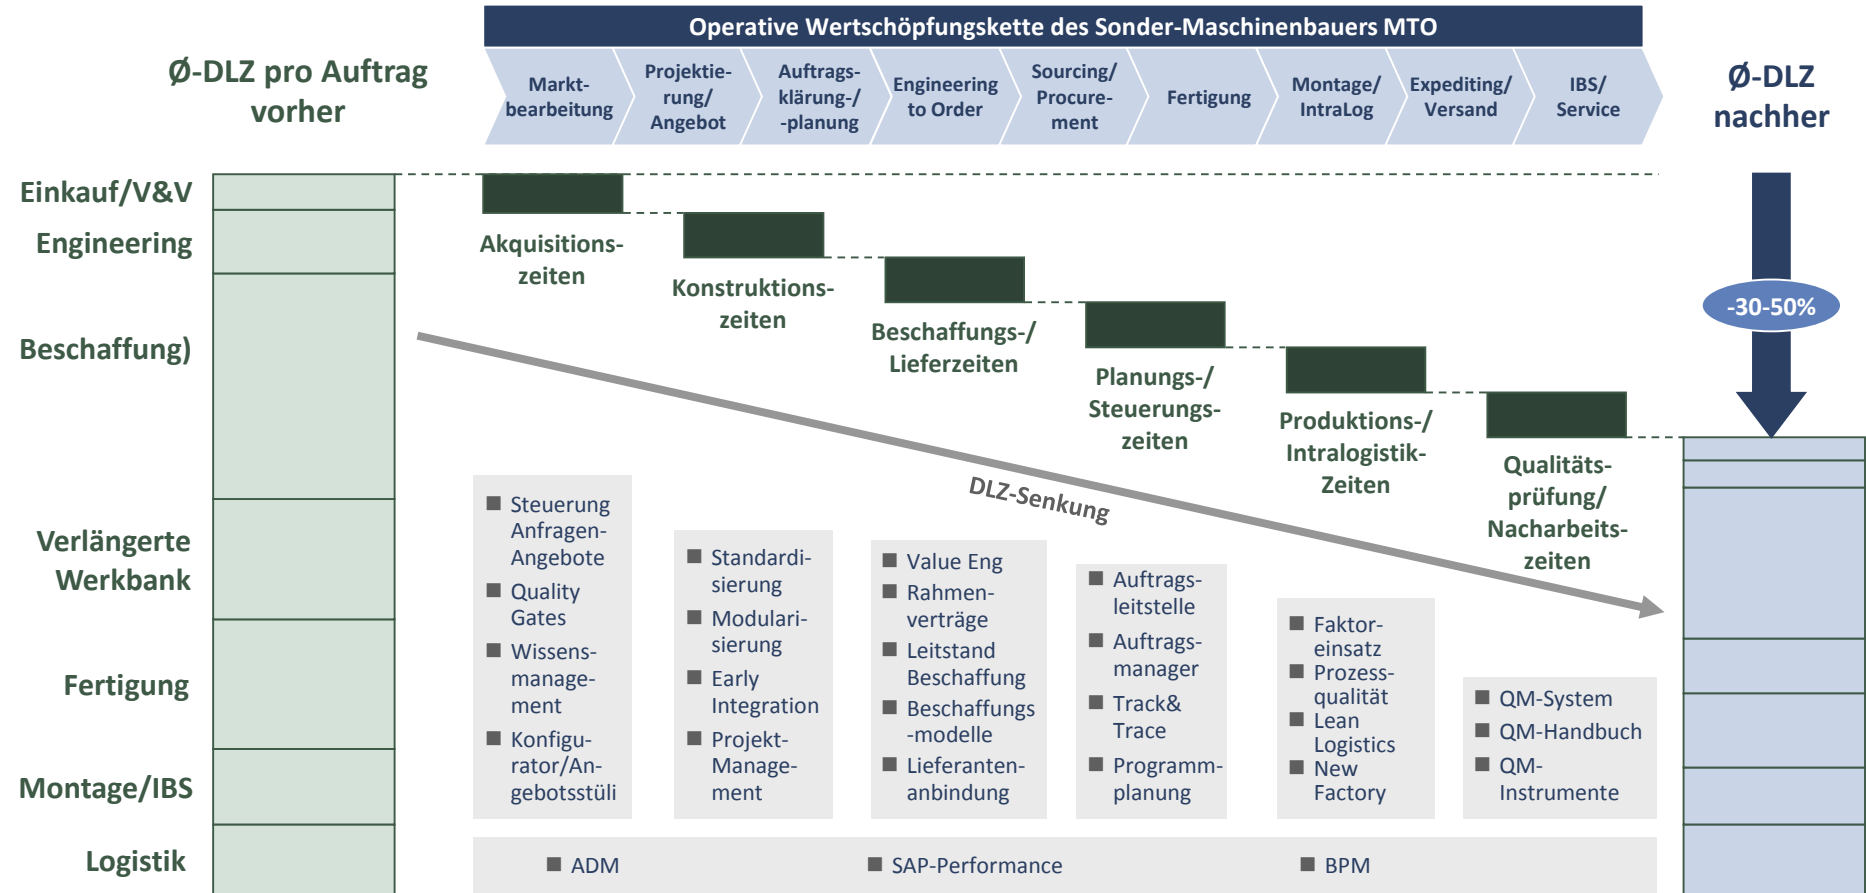 Operative Wertschöpfungskette des Sonder-Maschinenbauers MTO
Ø-DLZ pro Auftrag
vorher
Markt-
bearbeitung
Projektie-
rung/
Angebot
Auftrags-
klärung-/
-planung
Engineering
to Order
Sourcing/
Procure-
ment
Fertigung
Montage/
IntraLog
Expediting/
Versand
IBS/
Service
Ø-DLZ
nachher
Einkauf/V&V
Engineering
Beschaffung)
Verlängerte
Werkbank
Fertigung
Montage/IBS
Logistik
Akquisitions-
zeiten
Konstruktions-
zeiten
Beschaffungs-/
Lieferzeiten
Planungs-/
Steuerungs-
zeiten
Produktions-/
Intralogistik-
Zeiten
Qualitäts-
prüfung/
Nacharbeits-
zeiten
-30-50%
DLZ-Senkung
■ Steuerung
Anfragen-
Angebote
■ Quality
Gates
■ Wissens-
manage-
ment
■ Konfigu-
rator/An-
gebotsstüli
■ Standardi-
sierung
■ Modulari-
sierung
■ Early
Integration
■ Projekt-
Manage-
ment
■ Value Eng
■ Rahmen-
verträge
■ Leitstand
Beschaffung
■ Beschaffungs
-modelle
■ Lieferanten-
anbindung
■ Auftrags-
leitstelle
■ Auftrags-
manager
■ Track&
Trace
■ Programm-
planung
■ Faktor-
einsatz
■ Prozess-
qualität
■ Lean
Logistics
■ New
Factory
■ QM-System
■ QM-Handbuch
■ QM-
Instrumente
■ ADM
■ SAP-Performance
■ BPM